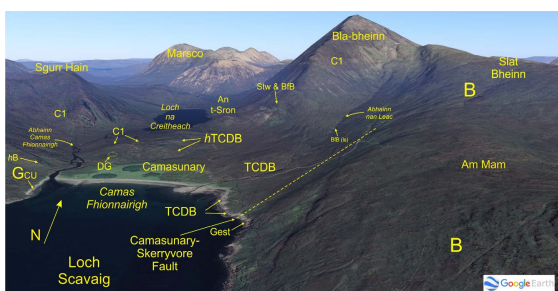 Marsco
Bla-bheinn
Sgurr Hain
Slat
Bheinn
C1
B
Stw & BfB
An
t-Sron
Loch
na
Creitheach
C1
Abhainn
nan Leac
Abhainn
Camas
Fhionnairigh
C1
hTCDB
BfB (ls)
hB
DG
Camasunary
TCDB
Am Mam
GCU
Camas
Fhionnairigh
TCDB
N
Gest
Camasunary-
Skerryvore
Fault
B
Loch
Scavaig
Google Earth